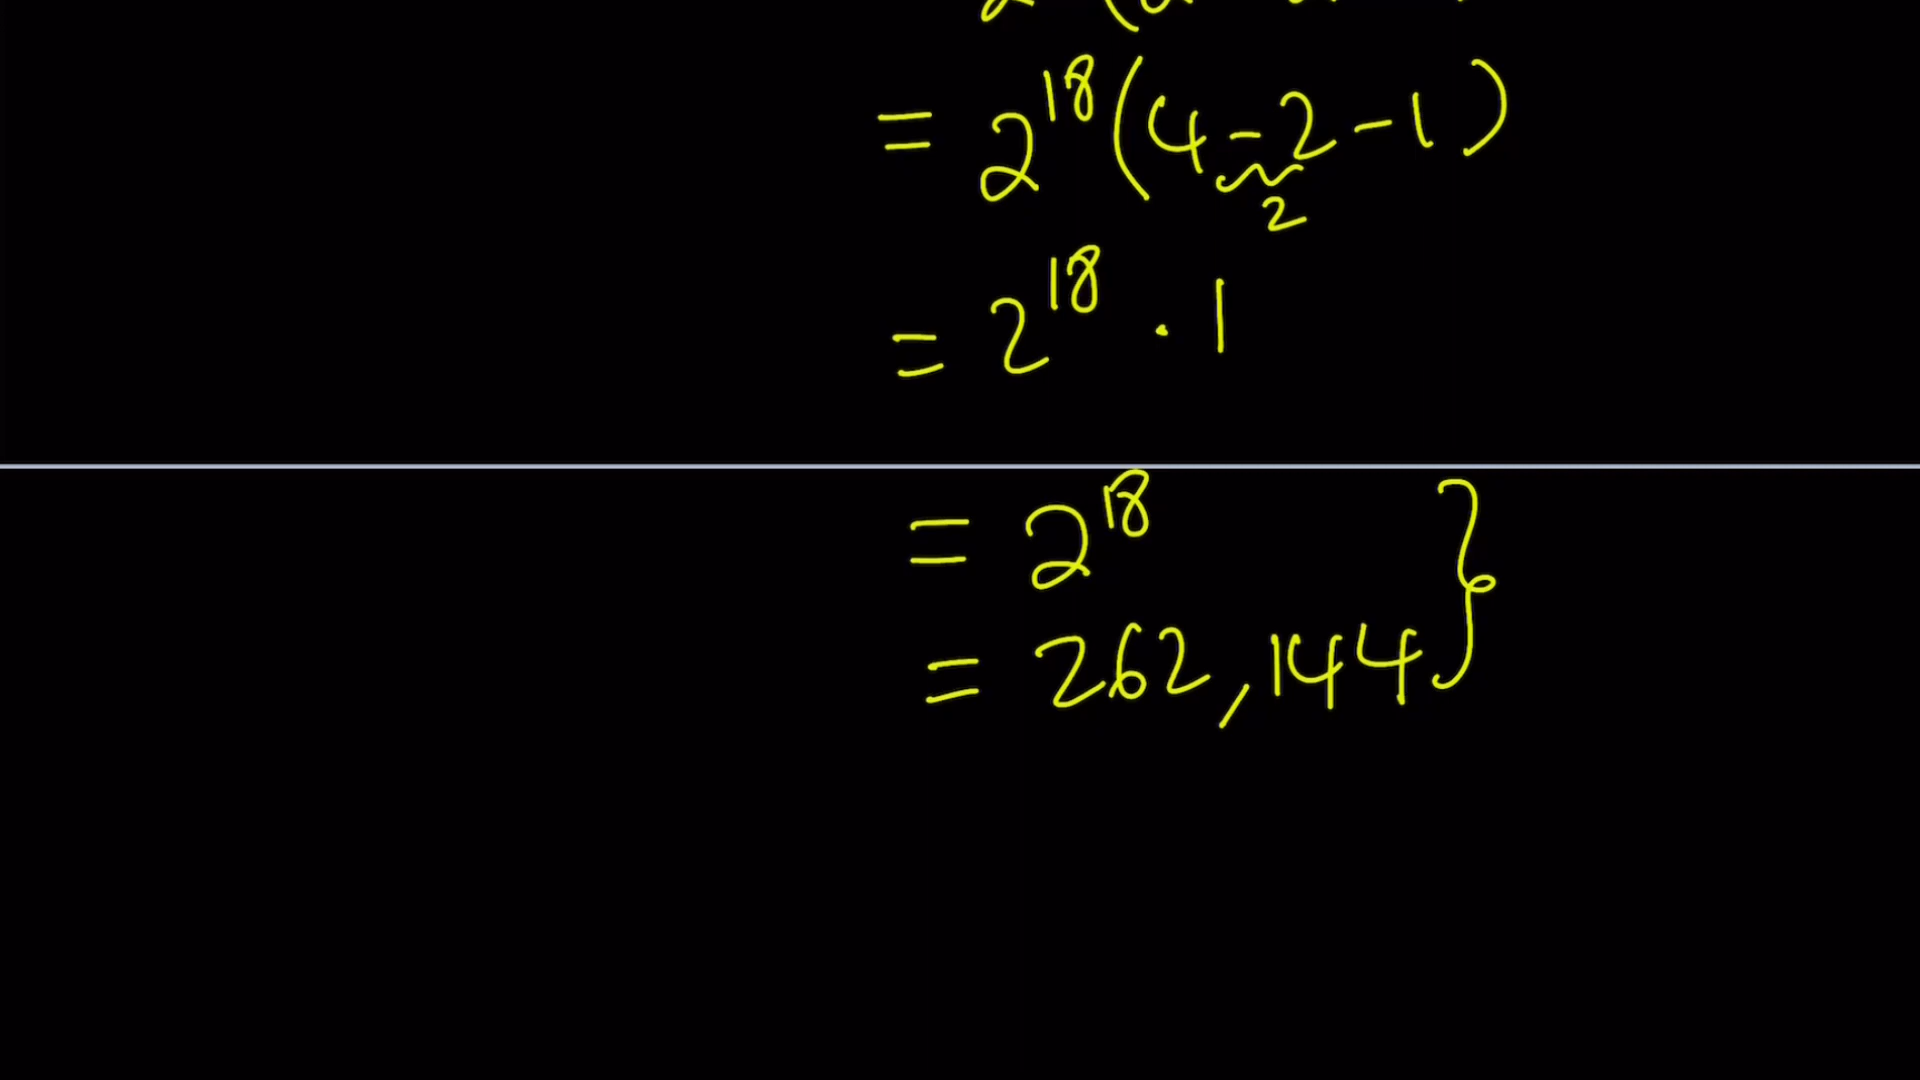 = 2^18 (4 - 2 - 1)
2
= 2^18 · 1
= 2^18
= 262,144